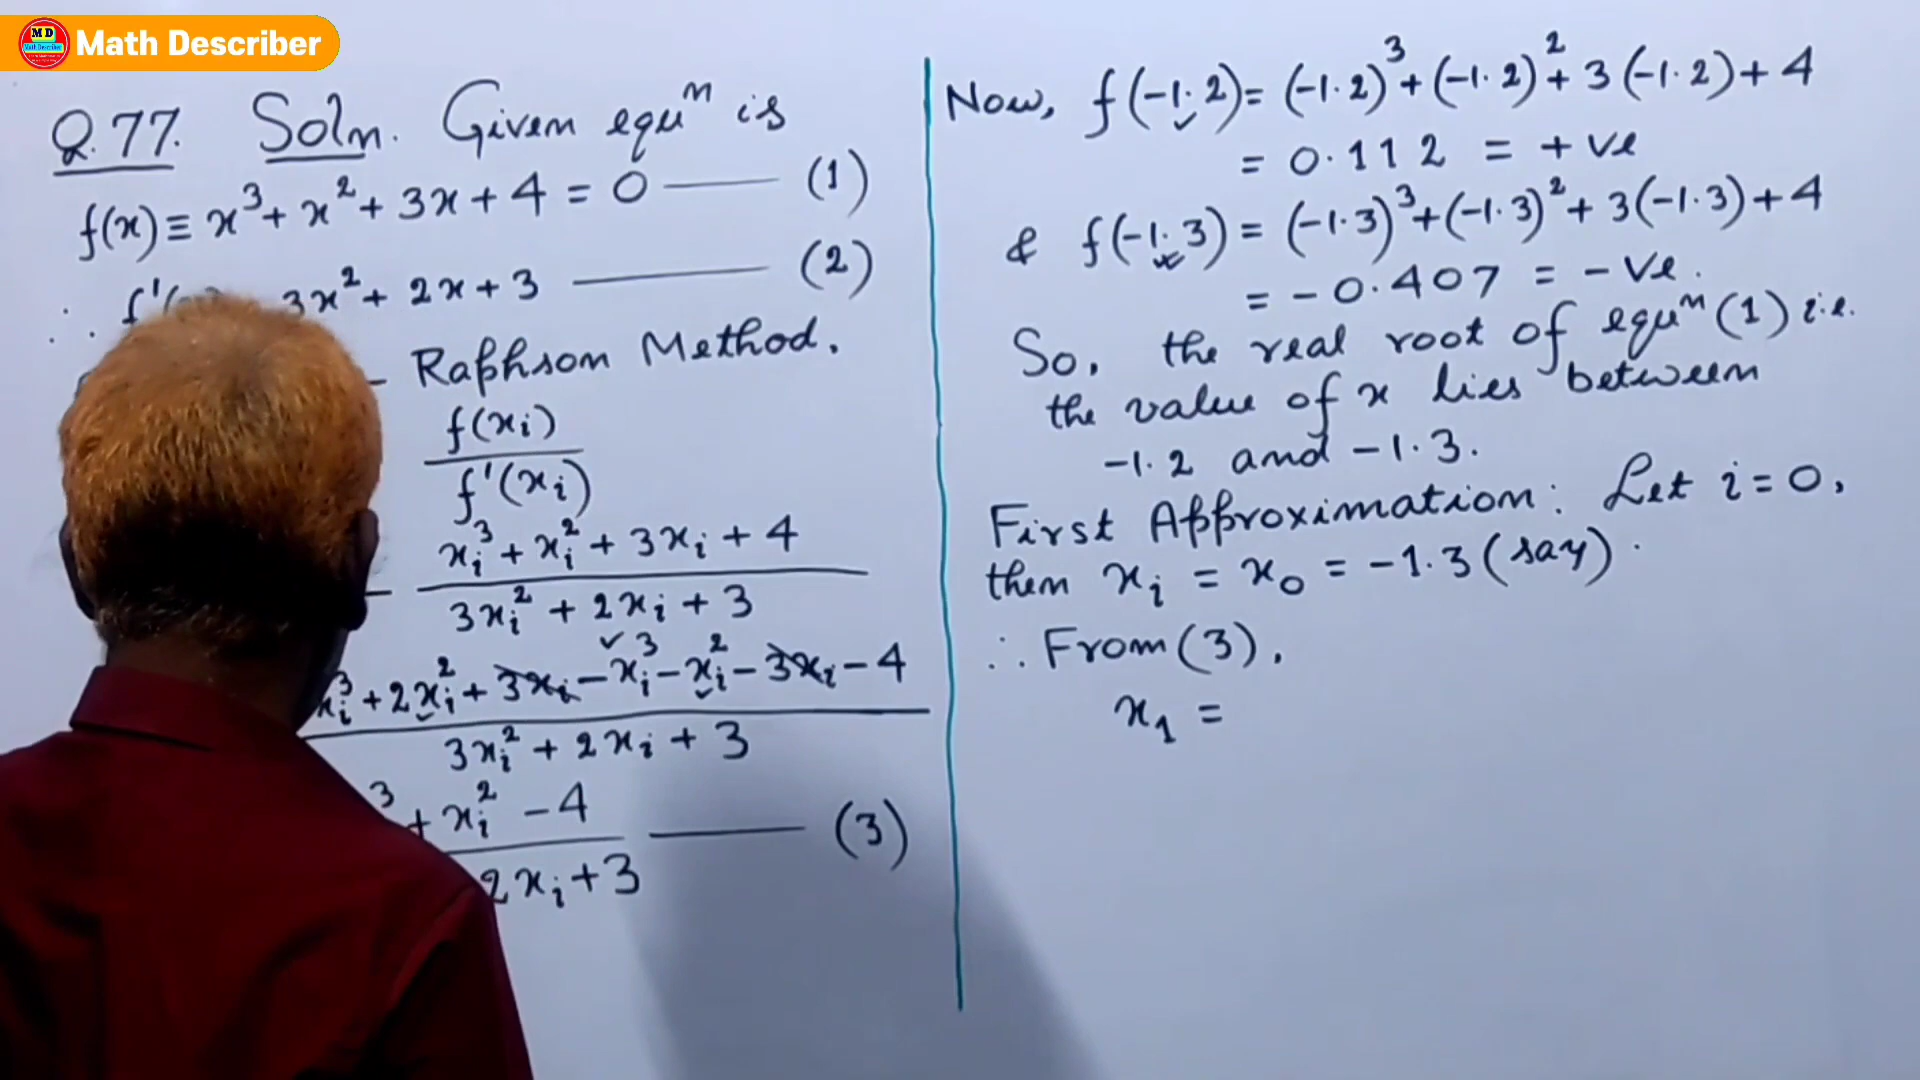 MD
Math Describer
Math Describer
Q.77. Soln. Given equⁿ is
f(x) ≡ x³ + x² + 3x + 4 = 0 —— (1)
∴ f'( 3x² + 2x + 3 —— (2)
- Raphson Method.
f(xᵢ)
f'(xᵢ)
- xᵢ³ + xᵢ² + 3xᵢ + 4
3xᵢ² + 2xᵢ + 3
xᵢ³ + 2xᵢ² + 3xᵢ - xᵢ³ - xᵢ² - 3xᵢ - 4
3xᵢ² + 2xᵢ + 3
³ + xᵢ² - 4 —— (3)
2xᵢ + 3
Now, f(-1.2) = (-1.2)³ + (-1.2)² + 3(-1.2) + 4
= 0.112 = +ve
& f(-1.3) = (-1.3)³ + (-1.3)² + 3(-1.3) + 4
= -0.407 = -ve.
So, the real root of equⁿ (1) i.e.
the value of x lies between
-1.2 and -1.3.
First Approximation: Let i = 0,
then xᵢ = x₀ = -1.3 (say).
∴ From (3),
x₁ =